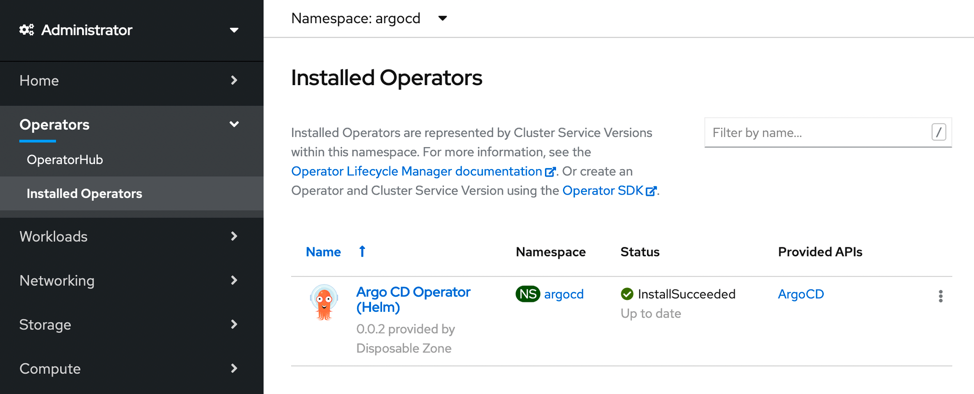 Administrator
Home
Operators
OperatorHub
Installed Operators
Workloads
Networking
Storage
Compute
Namespace: argocd
Installed Operators
Installed Operators are represented by Cluster Service Versions
within this namespace. For more information, see the
Operator Lifecycle Manager documentation. Or create an
Operator and Cluster Service Version using the Operator SDK.
Filter by name...
/
Name Namespace Status Provided APIs
Argo CD Operator
(Helm)
0.0.2 provided by
Disposable Zone
NS argocd
InstallSucceeded
Up to date
ArgoCD